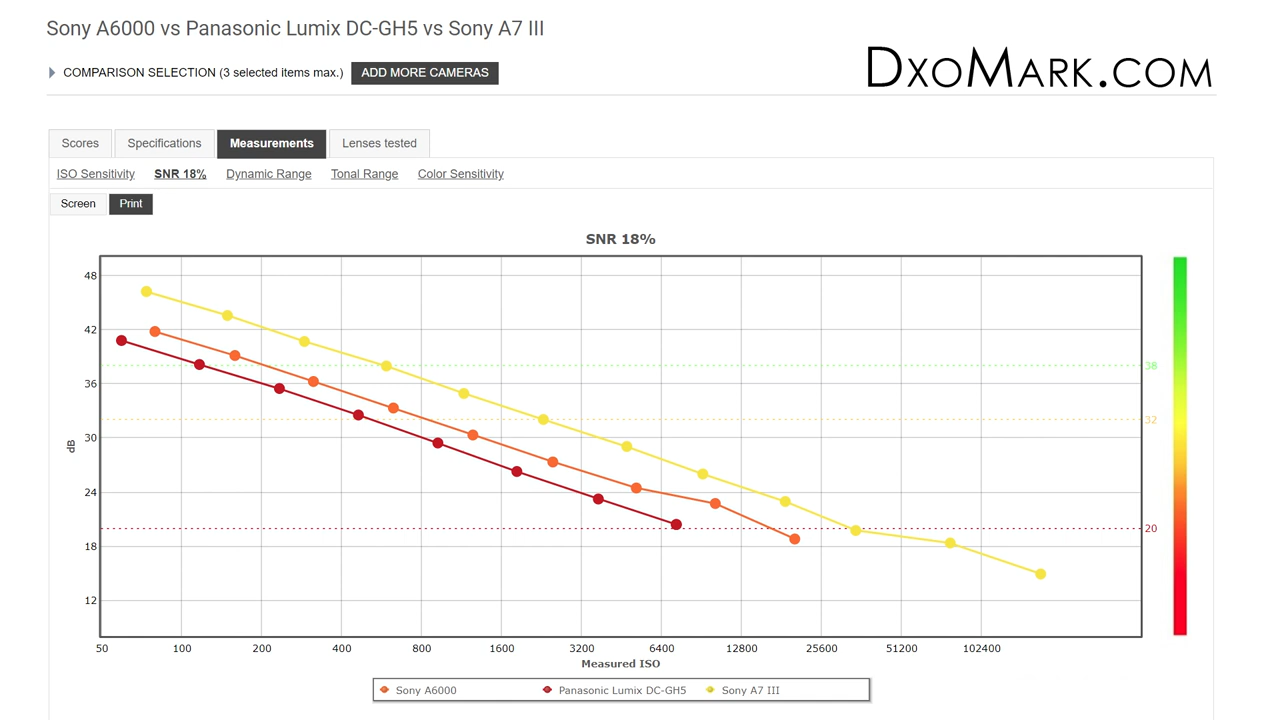 Sony A6000 vs Panasonic Lumix DC-GH5 vs Sony A7 III
COMPARISON SELECTION (3 selected items max.) ADD MORE CAMERAS
DXOMARK.COM
Scores Specifications Measurements Lenses tested
ISO Sensitivity SNR 18% Dynamic Range Tonal Range Color Sensitivity
Screen Print
SNR 18%
48
42
38
36
32
30
dB
24
20
18
12
50 100 200 400 800 1600 3200 6400 12800 25600 51200 102400
Measured ISO
Sony A6000 Panasonic Lumix DC-GH5 Sony A7 III